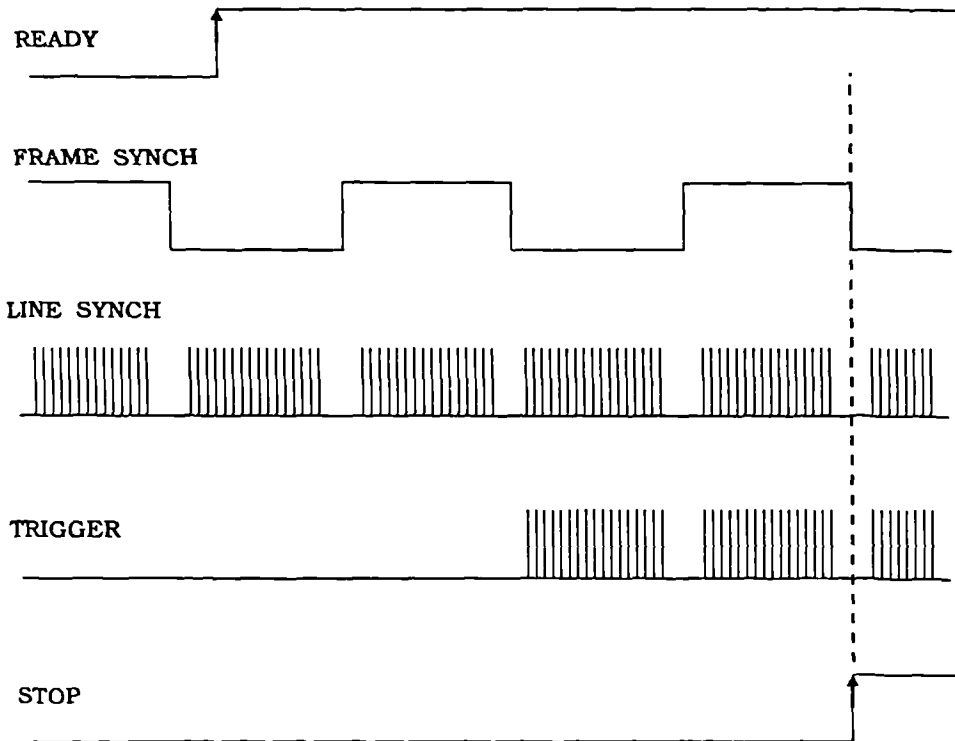 READY
FRAME SYNCH
LINE SYNCH
TRIGGER
STOP